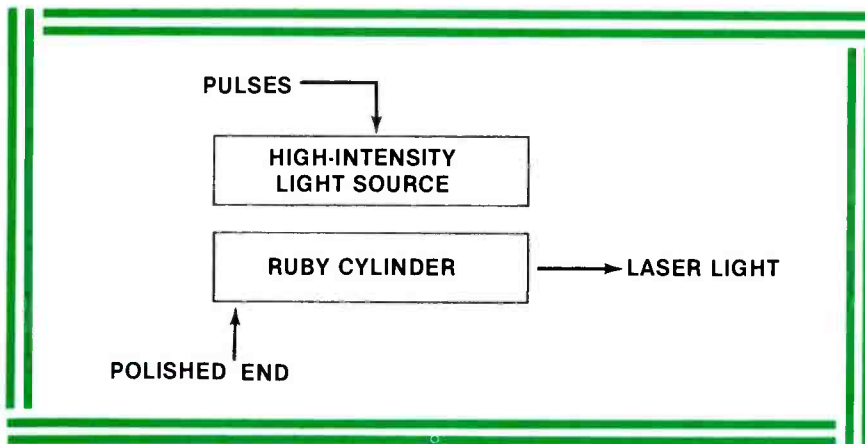 PULSES
HIGH-INTENSITY
LIGHT SOURCE
RUBY CYLINDER
LASER LIGHT
POLISHED END